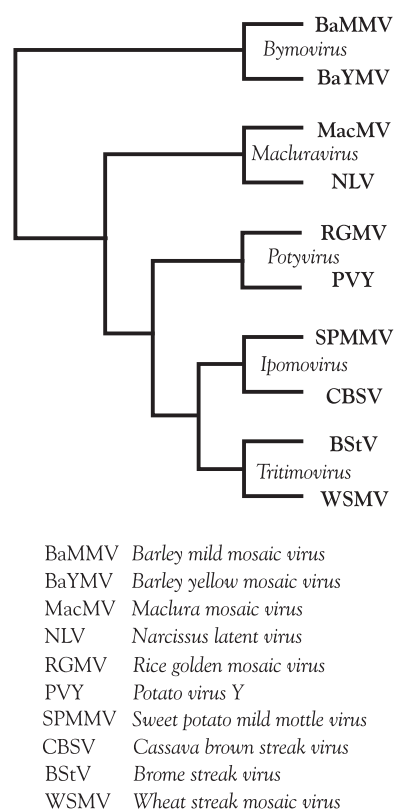 BaMMV
Bymovirus
BaYMV
MacMV
Macluravirus
NLV
RGMV
Potyvirus
PVY
SPMMV
Ipomovirus
CBSV
BStV
Tritimovirus
WSMV
BaMMV Barley mild mosaic virus
BaYMV Barley yellow mosaic virus
MacMV Maclura mosaic virus
NLV Narcissus latent virus
RGMV Rice golden mosaic virus
PVY Potato virus Y
SPMMV Sweet potato mild mottle virus
CBSV Cassava brown streak virus
BStV Brome streak virus
WSMV Wheat streak mosaic virus